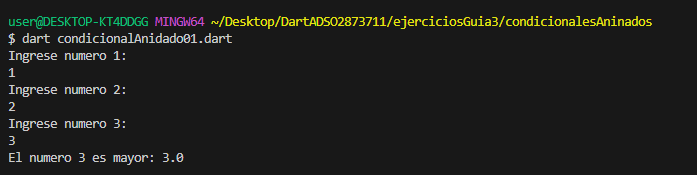 user@DESKTOP-KT4DDGG MINGW64 ~/Desktop/DartADSO2873711/ejerciciosGuia3/condicionalesAninados
$ dart condicionalAnidado01.dart
Ingrese numero 1:
1
Ingrese numero 2:
2
Ingrese numero 3:
3
El numero 3 es mayor: 3.0